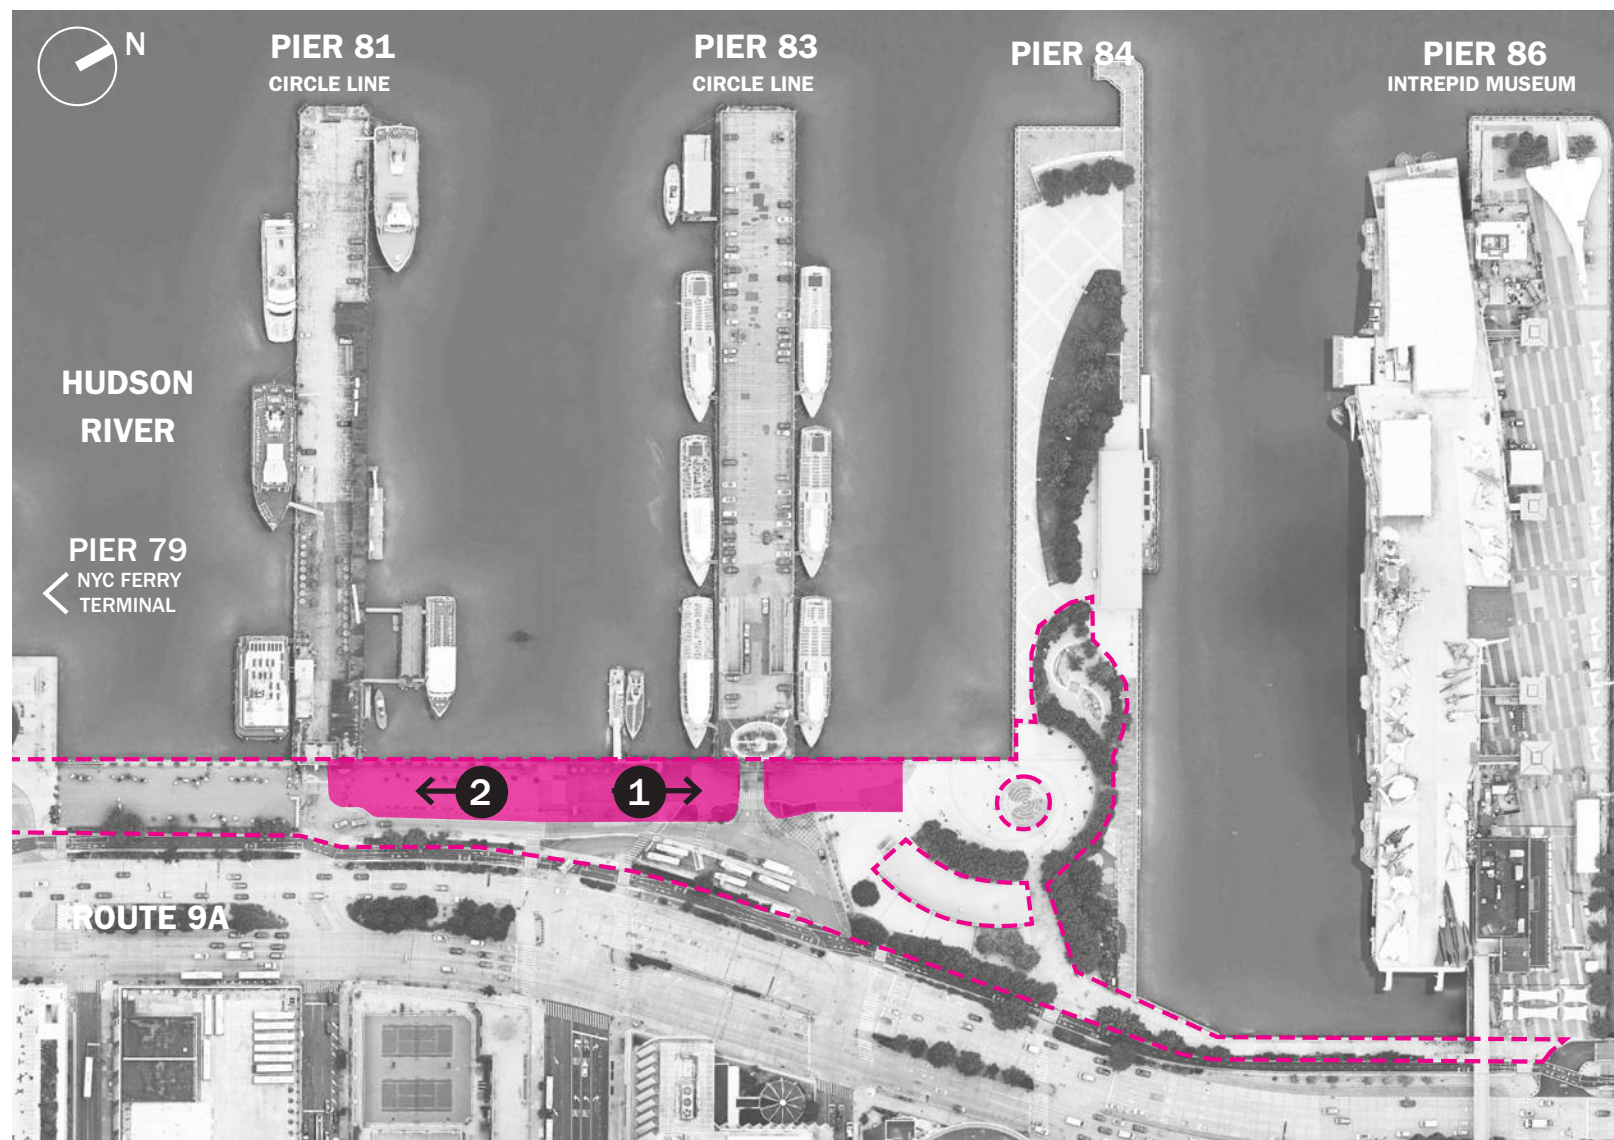 N
PIER 81
CIRCLE LINE
PIER 83
CIRCLE LINE
PIER 84
PIER 86
INTREPID MUSEUM
HUDSON
RIVER
PIER 79
NYC FERRY
TERMINAL
2
1
ROUTE 9A